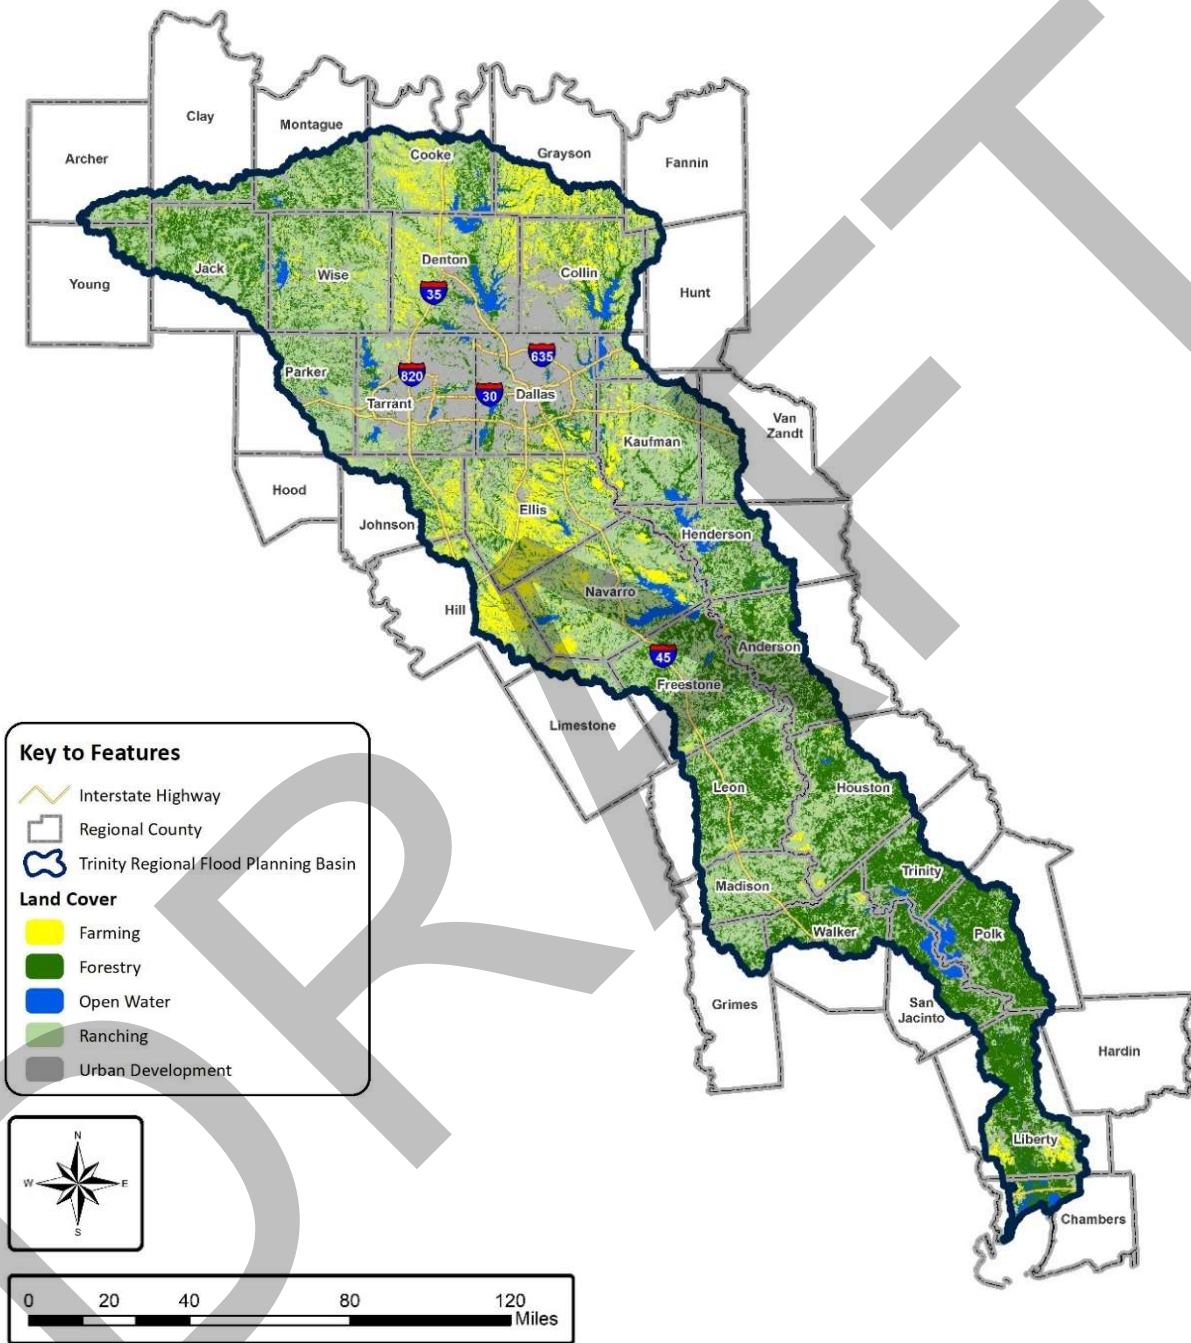 Clay
Montague
Archer
Cooke
Grayson
Fannin
Young
Jack
Wise
Denton
Collin
Hunt
35
635
820
30
Parker
Tarrant
Dallas
Van
Zandt
Kaufman
Hood
Johnson
Ellis
Henderson
Hill
Navarro
45
Anderson
Freestone
Limestone
Leon
Houston
Madison
Trinity
Walker
Polk
Grimes
San
Jacinto
Hardin
Liberty
Chambers
Key to Features
Interstate Highway
Regional County
Trinity Regional Flood Planning Basin
Land Cover
Farming
Forestry
Open Water
Ranching
Urban Development
N
W E
S
0 20 40 80 120
Miles
DRAFT